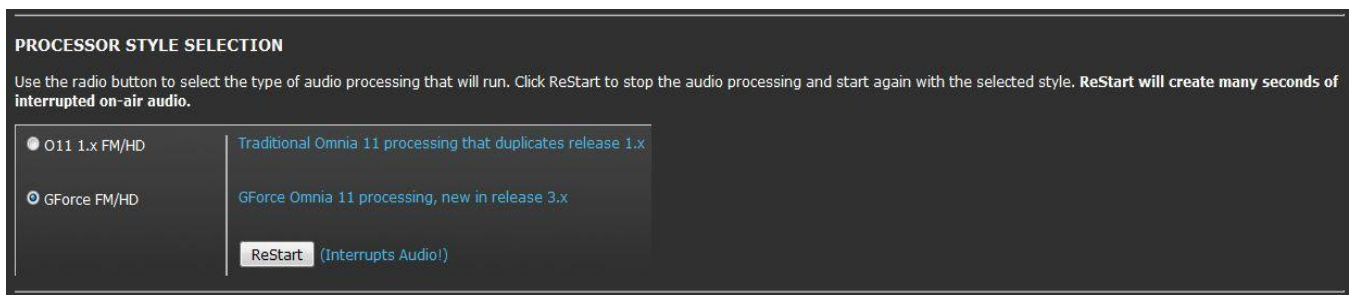 PROCESSOR STYLE SELECTION
Use the radio button to select the type of audio processing that will run. Click ReStart to stop the audio processing and start again with the selected style. ReStart will create many seconds of
interrupted on-air audio.
O11 1.x FM/HD
Traditional Omnia 11 processing that duplicates release 1.x
GForce FM/HD
GForce Omnia 11 processing, new in release 3.x
ReStart (Interrupts Audio!)